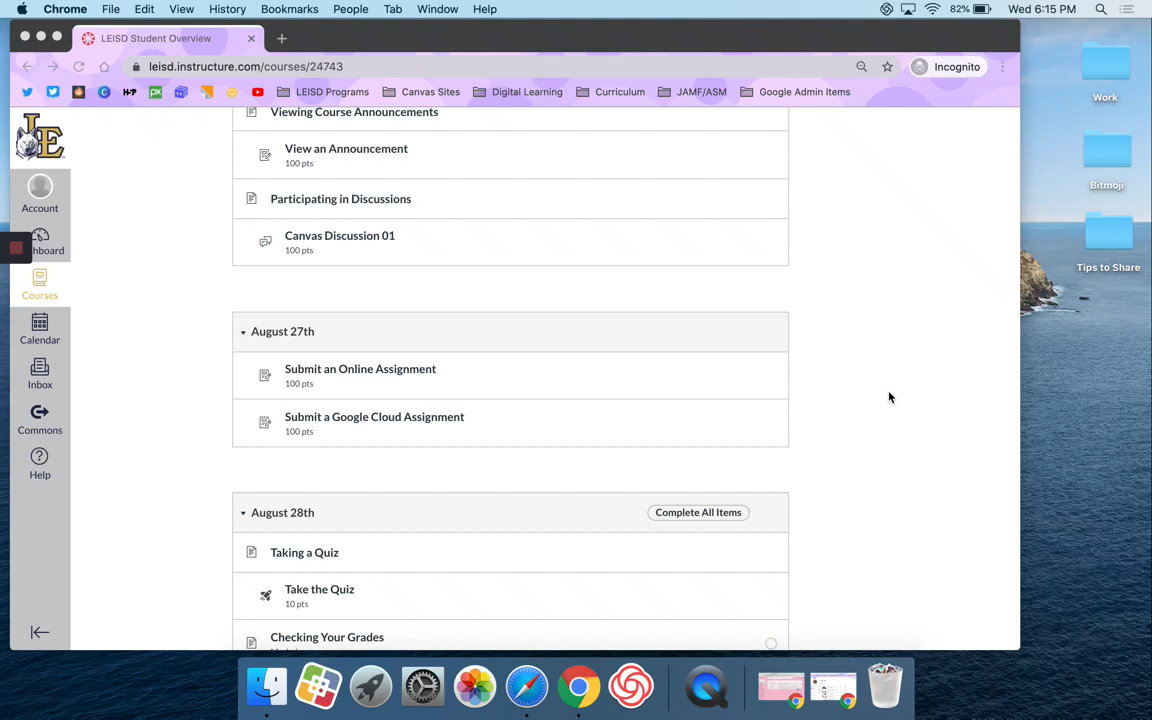 Chrome File Edit View History Bookmarks People Tab Window Help 82% Wed 6:15 PM
LEISD Student Overview
leisd.instructure.com/courses/24743 Incognito
H+P PX LEISD Programs Canvas Sites Digital Learning Curriculum JAMF/ASM Google Admin Items
LE
Account
hboard
Courses
Calendar
Inbox
Commons
Help
Viewing Course Announcements
View an Announcement
100 pts
Participating in Discussions
Canvas Discussion 01
100 pts
August 27th
Submit an Online Assignment
100 pts
Submit a Google Cloud Assignment
100 pts
August 28th Complete All Items
Taking a Quiz
Take the Quiz
10 pts
Checking Your Grades
Work
Bitmoji
Tips to Share